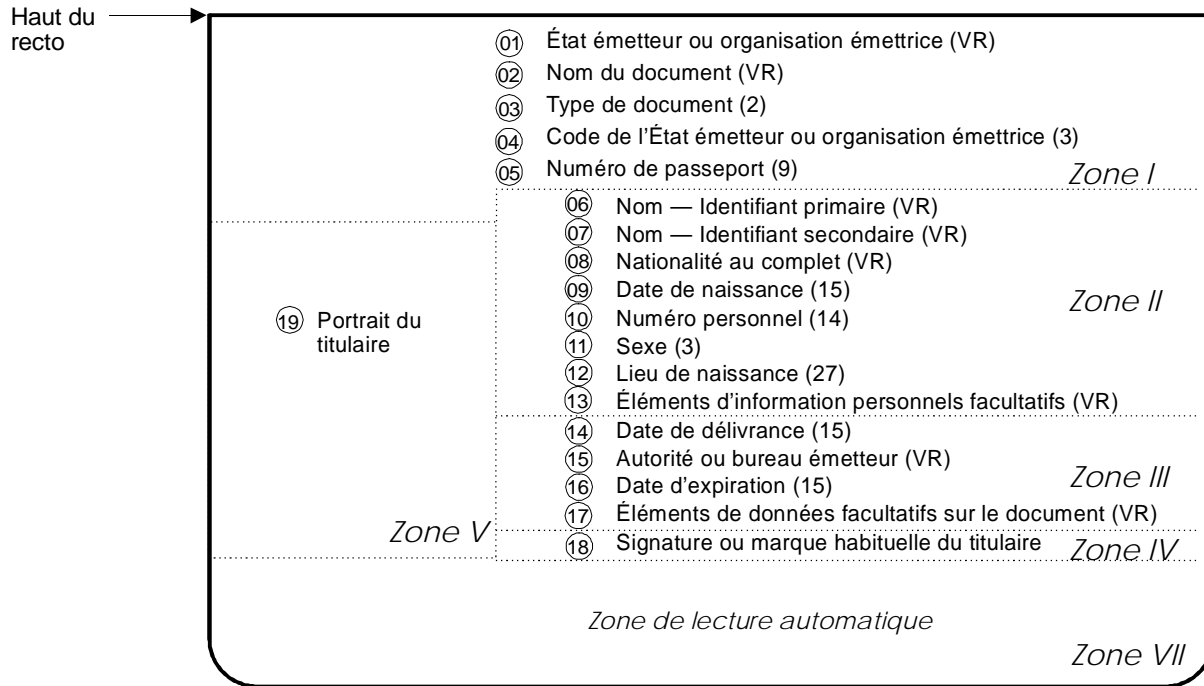 Haut du
recto
01 État émetteur ou organisation émettrice (VR)
02 Nom du document (VR)
03 Type de document (2)
04 Code de l’État émetteur ou organisation émettrice (3)
05 Numéro de passeport (9)
Zone I
06 Nom — Identifiant primaire (VR)
07 Nom — Identifiant secondaire (VR)
08 Nationalité au complet (VR)
09 Date de naissance (15)
10 Numéro personnel (14)
11 Sexe (3)
12 Lieu de naissance (27)
13 Éléments d’information personnels facultatifs (VR)
Zone II
14 Date de délivrance (15)
15 Autorité ou bureau émetteur (VR)
16 Date d’expiration (15)
17 Éléments de données facultatifs sur le document (VR)
Zone III
18 Signature ou marque habituelle du titulaire
Zone IV
19 Portrait du
titulaire
Zone V
Zone de lecture automatique
Zone VII